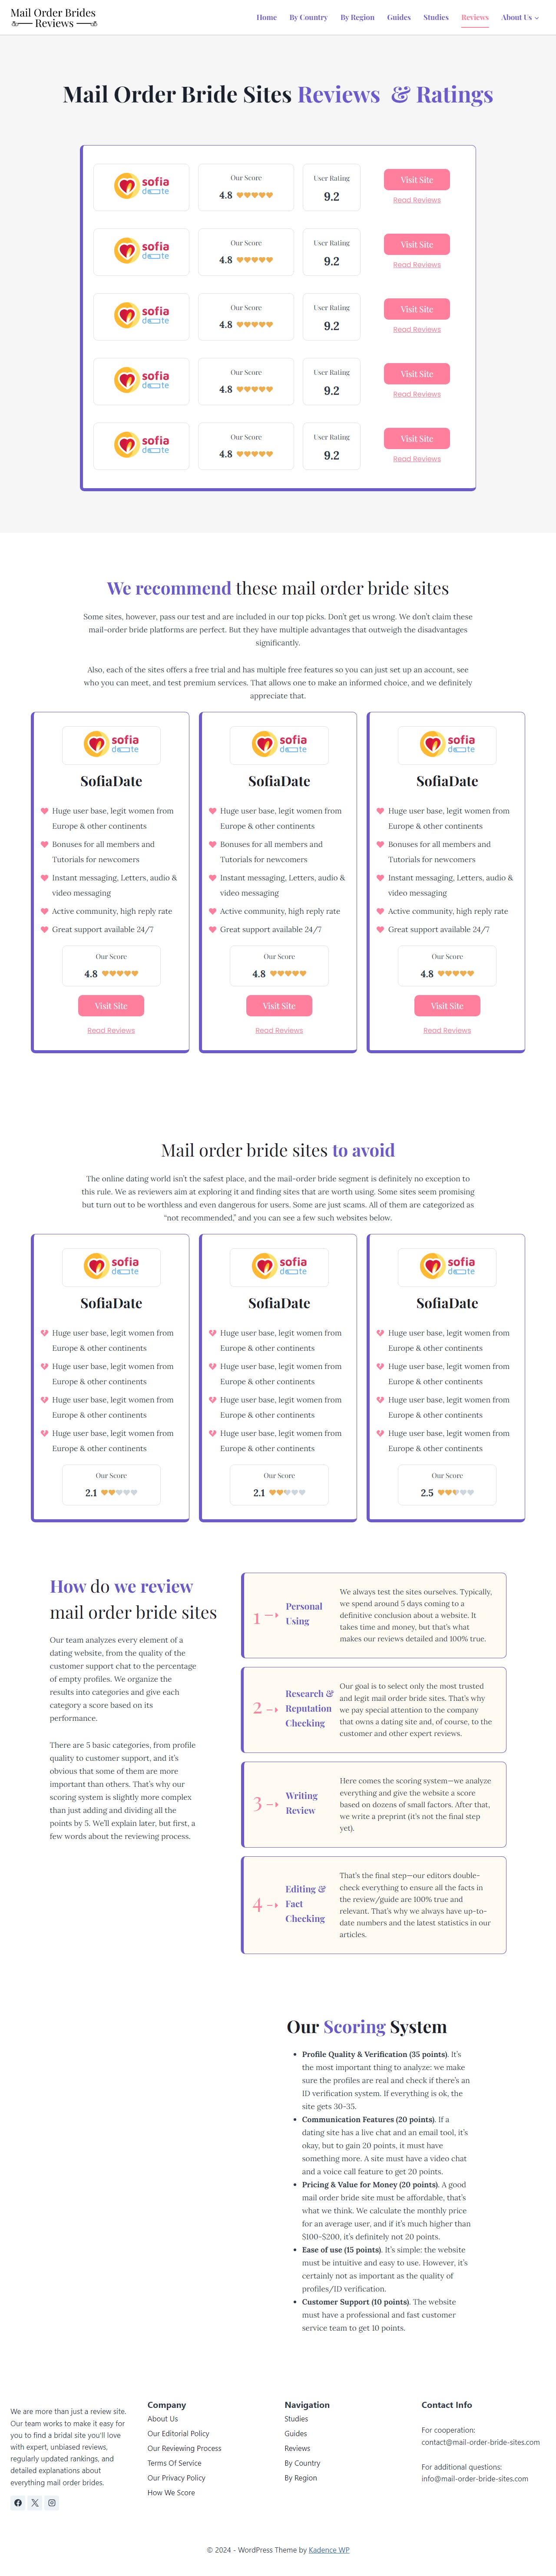 Mail Order Brides
Reviews
Home By Country By Region Guides Studies Reviews About Us
Mail Order Bride Sites Reviews & Ratings
sofia
date
Our Score
4.8
User Rating
9.2
Visit Site
Read Reviews
sofia
date
Our Score
4.8
User Rating
9.2
Visit Site
Read Reviews
sofia
date
Our Score
4.8
User Rating
9.2
Visit Site
Read Reviews
sofia
date
Our Score
4.8
User Rating
9.2
Visit Site
Read Reviews
sofia
date
Our Score
4.8
User Rating
9.2
Visit Site
Read Reviews
We recommend these mail order bride sites
Some sites, however, pass our test and are included in our top picks. Don't get us wrong. We don't claim these
mail-order bride platforms are perfect. But they have multiple advantages that outweigh the disadvantages
significantly.
Also, each of the sites offers a free trial and has multiple free features so you can just set up an account, see
who you can meet, and test premium services. That allows one to make an informed choice, and we definitely
appreciate that.
sofia
date
SofiaDate
Huge user base, legit women from
Europe & other continents
Bonuses for all members and
Tutorials for newcomers
Instant messaging, Letters, audio &
video messaging
Active community, high reply rate
Great support available 24/7
Our Score
4.8
Visit Site
Read Reviews
sofia
date
SofiaDate
Huge user base, legit women from
Europe & other continents
Bonuses for all members and
Tutorials for newcomers
Instant messaging, Letters, audio &
video messaging
Active community, high reply rate
Great support available 24/7
Our Score
4.8
Visit Site
Read Reviews
sofia
date
SofiaDate
Huge user base, legit women from
Europe & other continents
Bonuses for all members and
Tutorials for newcomers
Instant messaging, Letters, audio &
video messaging
Active community, high reply rate
Great support available 24/7
Our Score
4.8
Visit Site
Read Reviews
Mail order bride sites to avoid
The online dating world isn't the safest place, and the mail-order bride segment is definitely no exception to
this rule. We as reviewers aim at exploring it and finding sites that are worth using. Some sites seem promising
but turn out to be worthless and even dangerous for users. Some are just scams. All of them are categorized as
"not recommended," and you can see a few such websites below.
sofia
date
SofiaDate
Huge user base, legit women from
Europe & other continents
Huge user base, legit women from
Europe & other continents
Huge user base, legit women from
Europe & other continents
Huge user base, legit women from
Europe & other continents
Our Score
2.1
sofia
date
SofiaDate
Huge user base, legit women from
Europe & other continents
Huge user base, legit women from
Europe & other continents
Huge user base, legit women from
Europe & other continents
Huge user base, legit women from
Europe & other continents
Our Score
2.1
sofia
date
SofiaDate
Huge user base, legit women from
Europe & other continents
Huge user base, legit women from
Europe & other continents
Huge user base, legit women from
Europe & other continents
Huge user base, legit women from
Europe & other continents
Our Score
2.5
How do we review
mail order bride sites
Our team analyzes every element of a
dating website, from the quality of the
customer support chat to the percentage
of empty profiles. We organize the
results into categories and give each
category a score based on its
performance.
There are 5 basic categories, from profile
quality to customer support, and it's
obvious that some of them are more
important than others. That's why our
scoring system is slightly more complex
than just adding and dividing all the
points by 5. We'll explain later, but first, a
few words about the reviewing process.
1
Personal
Using
We always test the sites ourselves. Typically,
we spend around 5 days coming to a
definitive conclusion about a website. It
takes time and money, but that's what
makes our reviews detailed and 100% true.
2
Research &
Reputation
Checking
Our goal is to select only the most trusted
and legit mail order bride sites. That's why
we pay special attention to the company
that owns a dating site and, of course, to the
customer and other expert reviews.
3
Writing
Review
Here comes the scoring system—we analyze
everything and give the website a score
based on dozens of small factors. After that,
we write a preprint (it's not the final step
yet).
4
Editing &
Fact
Checking
That's the final step—our editors double-
check everything to ensure all the facts in
the review/guide are 100% true and
relevant. That's why we always have up-to-
date numbers and the latest statistics in our
articles.
Our Scoring System
• Profile Quality & Verification (35 points). It's
the most important thing to analyze: we make
sure the profiles are real and check if there's an
ID verification system. If everything is ok, the
site gets 30-35.
• Communication Features (20 points). If a
dating site has a live chat and an email tool, it's
okay, but to gain 20 points, it must have
something more. A site must have a video chat
and a voice call feature to get 20 points.
• Pricing & Value for Money (20 points). A good
mail order bride site must be affordable, that's
what we think. We calculate the monthly price
for an average user, and if it's much higher than
$100-$200, it's definitely not 20 points.
• Ease of use (15 points). It's simple: the website
must be intuitive and easy to use. However, it's
certainly not as important as the quality of
profiles/ID verification.
• Customer Support (10 points). The website
must have a professional and fast customer
service team to get 10 points.
We are more than just a review site.
Our team works to make it easy for
you to find a bridal site you'll love
with expert, unbiased reviews,
regularly updated rankings, and
detailed explanations about
everything mail order brides.
Company
About Us
Our Editorial Policy
Our Reviewing Process
Terms Of Service
Our Privacy Policy
How We Score
Navigation
Studies
Guides
Reviews
By Country
By Region
Contact Info
For cooperation:
contact@mail-order-bride-sites.com
For additional questions:
info@mail-order-bride-sites.com
© 2024 - WordPress Theme by Kadence WP